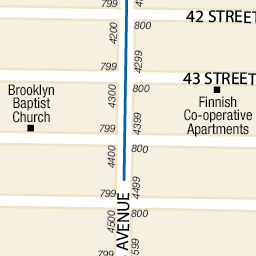 799
42 STREET
4200
800
4299
799
43 STREET
Brooklyn
Baptist
Church
4300
800
Finnish
Co-operative
Apartments
799
4399
800
4400
799
4499
800
4500
AVENUE